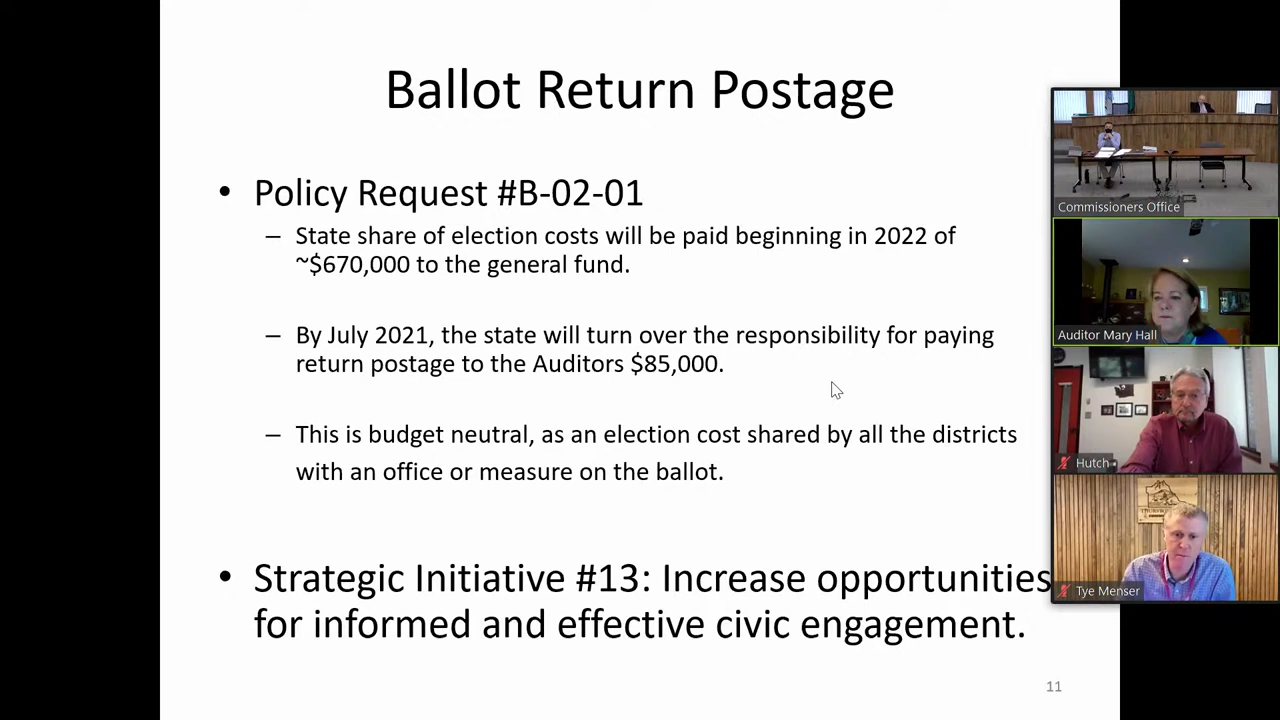 Ballot Return Postage
• Policy Request #B-02-01
– State share of election costs will be paid beginning in 2022 of
~$670,000 to the general fund.
– By July 2021, the state will turn over the responsibility for paying
return postage to the Auditors $85,000.
– This is budget neutral, as an election cost shared by all the districts
with an office or measure on the ballot.
• Strategic Initiative #13: Increase opportunities
for informed and effective civic engagement.
11
Commissioners Office
Auditor Mary Hall
Hutch
Tye Menser